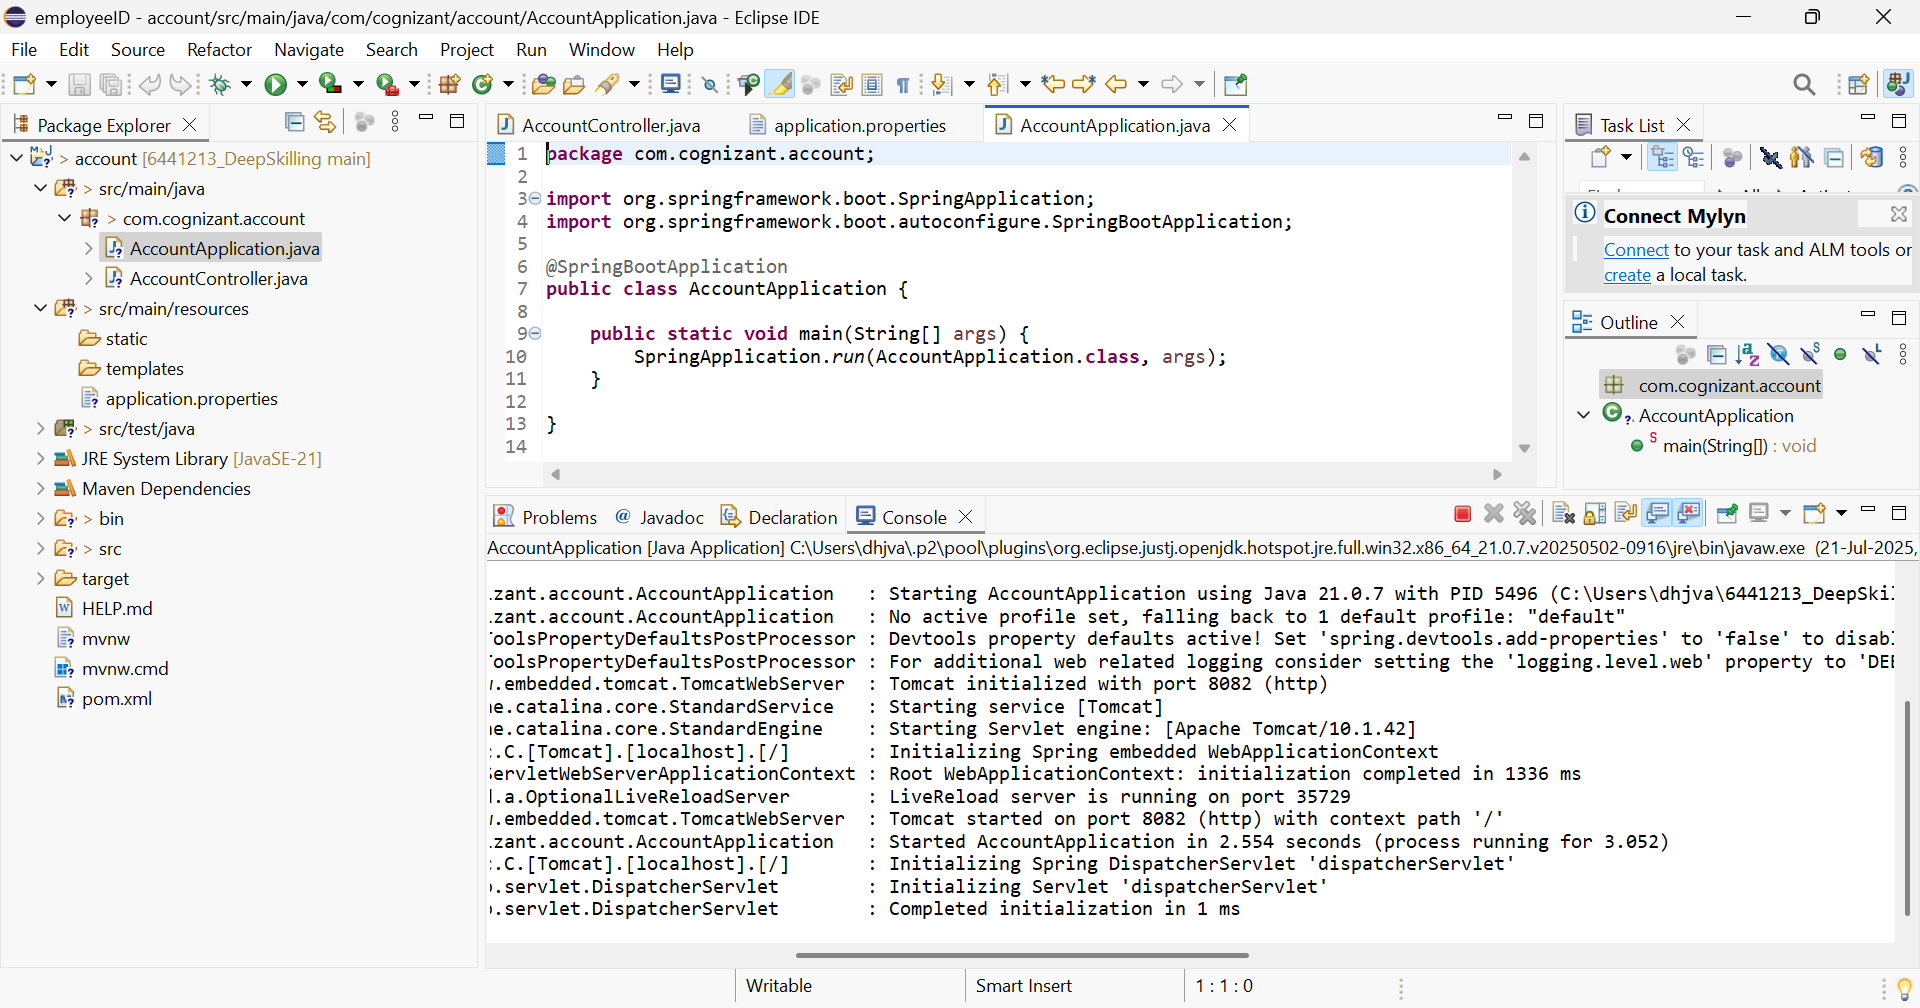 employeeID - account/src/main/java/com/cognizant/account/AccountApplication.java - Eclipse IDE
File Edit Source Refactor Navigate Search Project Run Window Help
Package Explorer
> account [6441213_DeepSkilling main]
> src/main/java
> com.cognizant.account
AccountApplication.java
AccountController.java
> src/main/resources
static
templates
application.properties
> src/test/java
JRE System Library [JavaSE-21]
Maven Dependencies
> bin
> src
target
HELP.md
mvnw
mvnw.cmd
pom.xml
AccountController.java application.properties AccountApplication.java
1 package com.cognizant.account;
2
3 import org.springframework.boot.SpringApplication;
4 import org.springframework.boot.autoconfigure.SpringBootApplication;
5
6 @SpringBootApplication
7 public class AccountApplication {
8
9 public static void main(String[] args) {
10 SpringApplication.run(AccountApplication.class, args);
11 }
12
13 }
14
Task List
Connect Mylyn
Connect to your task and ALM tools or
create a local task.
Outline
com.cognizant.account
AccountApplication
main(String[]) : void
Problems Javadoc Declaration Console
AccountApplication [Java Application] C:\Users\dhjva\.p2\pool\plugins\org.eclipse.justj.openjdk.hotspot.jre.full.win32.x86_64_21.0.7.v20250502-0916\jre\bin\javaw.exe (21-Jul-2025,
.zant.account.AccountApplication : Starting AccountApplication using Java 21.0.7 with PID 5496 (C:\Users\dhjva\6441213_DeepSki
.zant.account.AccountApplication : No active profile set, falling back to 1 default profile: "default"
oolsPropertyDefaultsPostProcessor : Devtools property defaults active! Set 'spring.devtools.add-properties' to 'false' to disab
oolsPropertyDefaultsPostProcessor : For additional web related logging consider setting the 'logging.level.web' property to 'DE
.embedded.tomcat.TomcatWebServer : Tomcat initialized with port 8082 (http)
e.catalina.core.StandardService : Starting service [Tomcat]
e.catalina.core.StandardEngine : Starting Servlet engine: [Apache Tomcat/10.1.42]
.C.[Tomcat].[localhost].[/] : Initializing Spring embedded WebApplicationContext
ervletWebServerApplicationContext : Root WebApplicationContext: initialization completed in 1336 ms
.a.OptionalLiveReloadServer : LiveReload server is running on port 35729
.embedded.tomcat.TomcatWebServer : Tomcat started on port 8082 (http) with context path '/'
.zant.account.AccountApplication : Started AccountApplication in 2.554 seconds (process running for 3.052)
.C.[Tomcat].[localhost].[/] : Initializing Spring DispatcherServlet 'dispatcherServlet'
.servlet.DispatcherServlet : Initializing Servlet 'dispatcherServlet'
.servlet.DispatcherServlet : Completed initialization in 1 ms
Writable Smart Insert 1 : 1 : 0